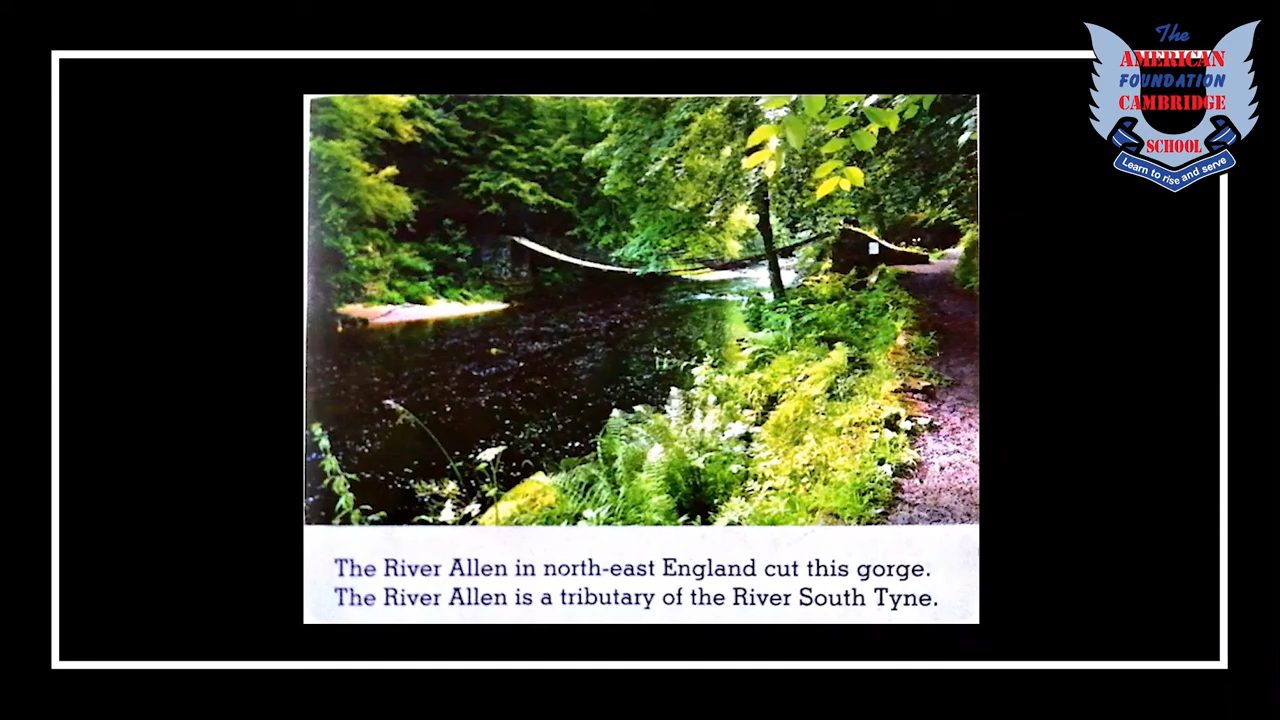 The
AMERICAN
FOUNDATION
CAMBRIDGE
SCHOOL
Learn to rise and serve
The River Allen in north-east England cut this gorge.
The River Allen is a tributary of the River South Tyne.